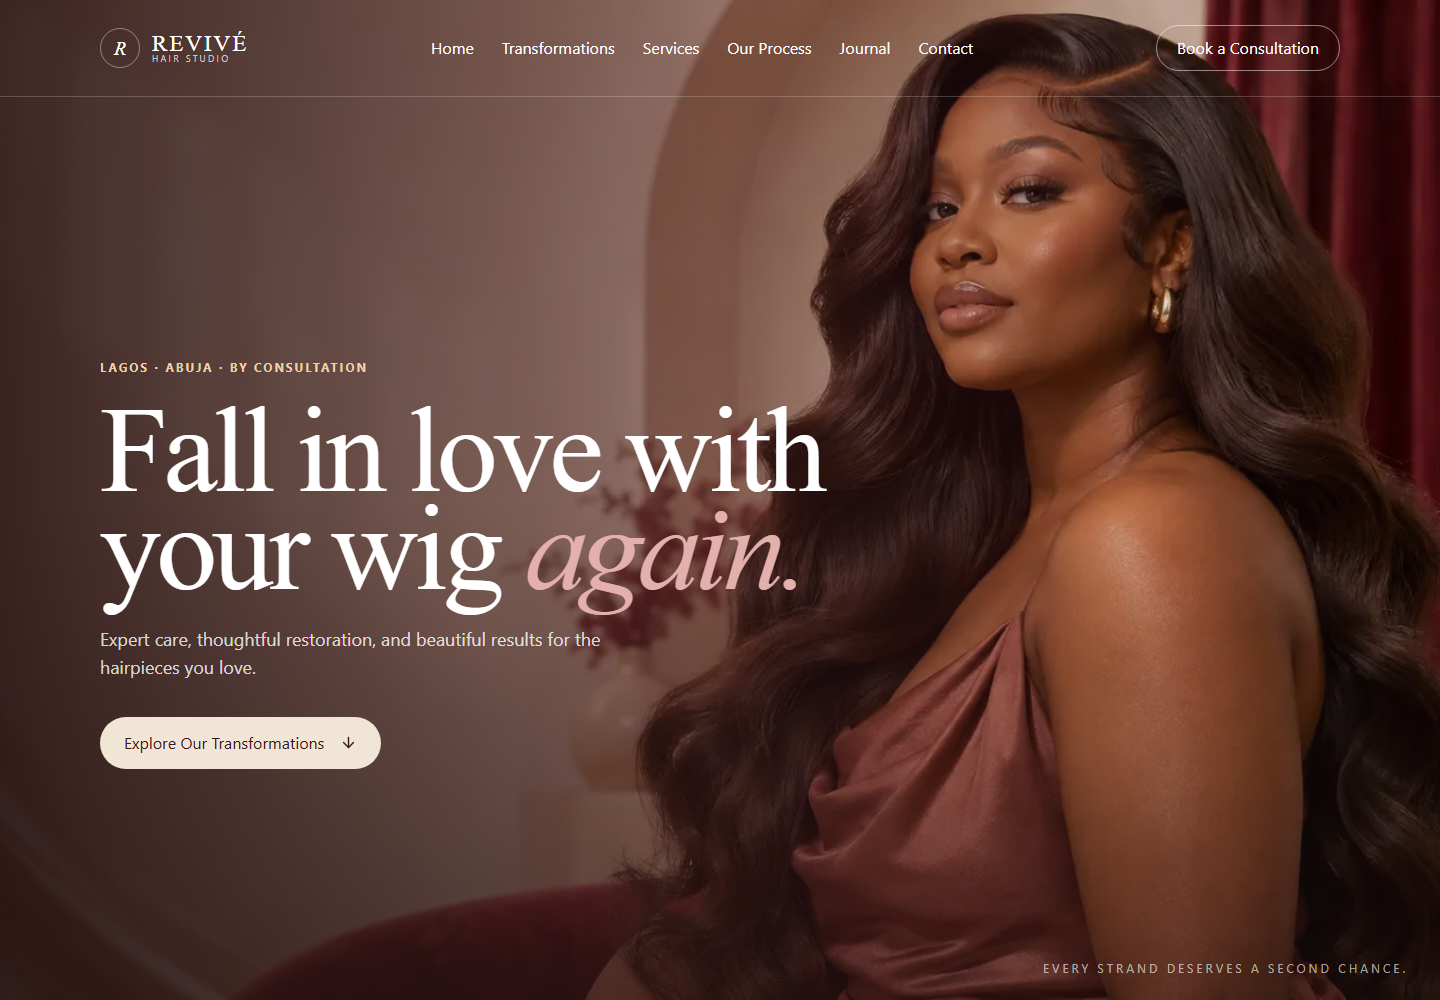 R
REVIVÉ
HAIR STUDIO
Home
Transformations
Services
Our Process
Journal
Contact
Book a Consultation
LAGOS · ABUJA · BY CONSULTATION
Fall in love with
your wig again.
Expert care, thoughtful restoration, and beautiful results for the
hairpieces you love.
Explore Our Transformations ↓
EVERY STRAND DESERVES A SECOND CHANCE.